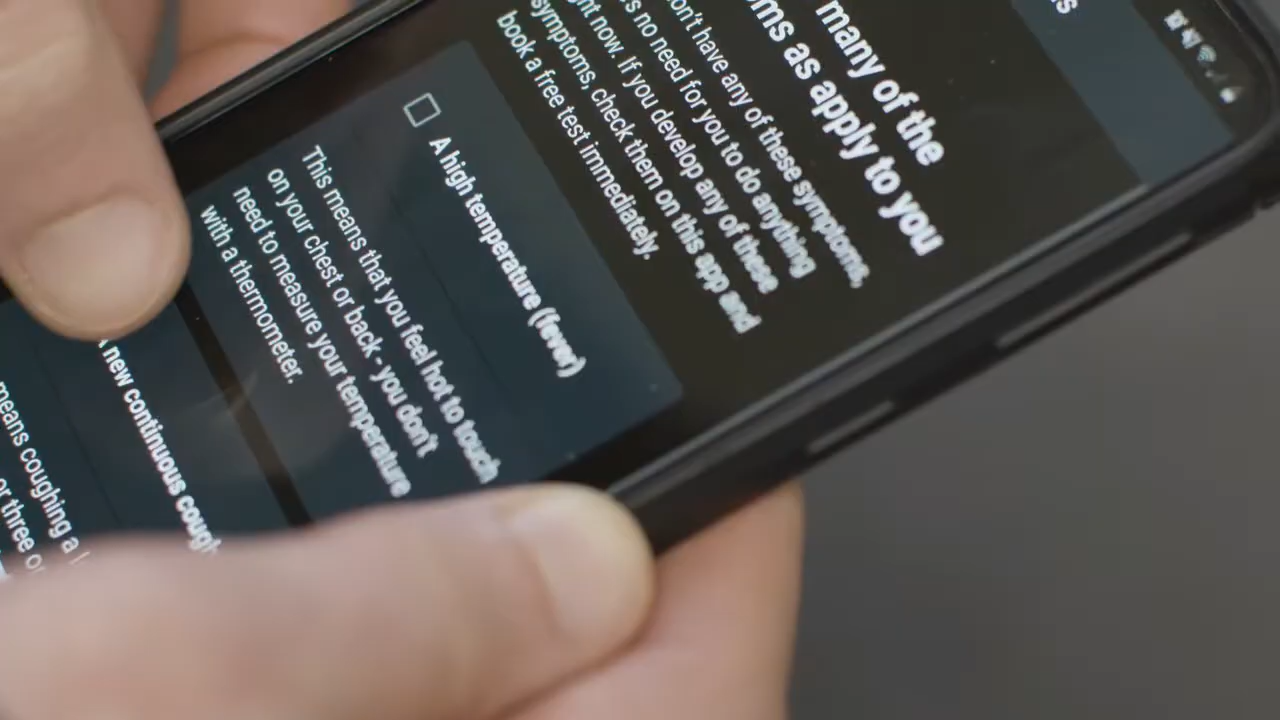 many of the
as apply to you
have any of these symptoms,
no need for you to do anything
now. If you develop any of these
symptoms, check them on this app and
book a free test immediately.
A high temperature (fever)
This means that you feel hot to touch
on your chest or back - you don't
need to measure your temperature
with a thermometer.
new continuous cough
means coughing a
or three